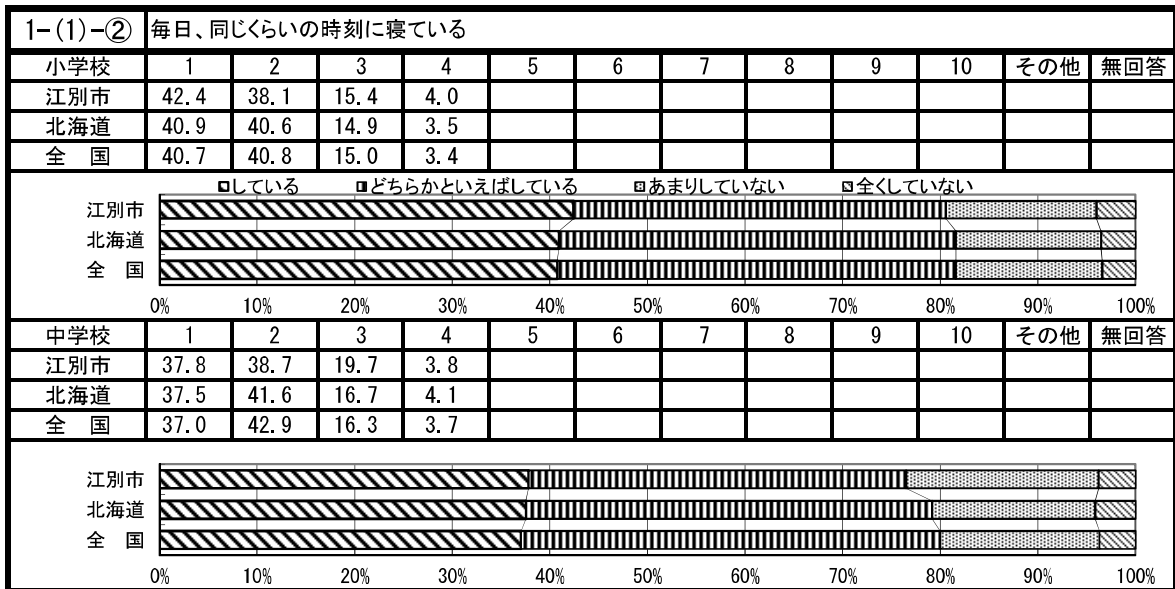 1-(1)-② 毎日、同じくらいの時刻に寝ている
小学校 1 2 3 4 5 6 7 8 9 10 その他 無回答
江別市 42.4 38.1 15.4 4.0
北海道 40.9 40.6 14.9 3.5
全 国 40.7 40.8 15.0 3.4
している どちらかといえばしている あまりしていない 全くしていない
江別市
北海道
全 国
0% 10% 20% 30% 40% 50% 60% 70% 80% 90% 100%
中学校 1 2 3 4 5 6 7 8 9 10 その他 無回答
江別市 37.8 38.7 19.7 3.8
北海道 37.5 41.6 16.7 4.1
全 国 37.0 42.9 16.3 3.7
江別市
北海道
全 国
0% 10% 20% 30% 40% 50% 60% 70% 80% 90% 100%